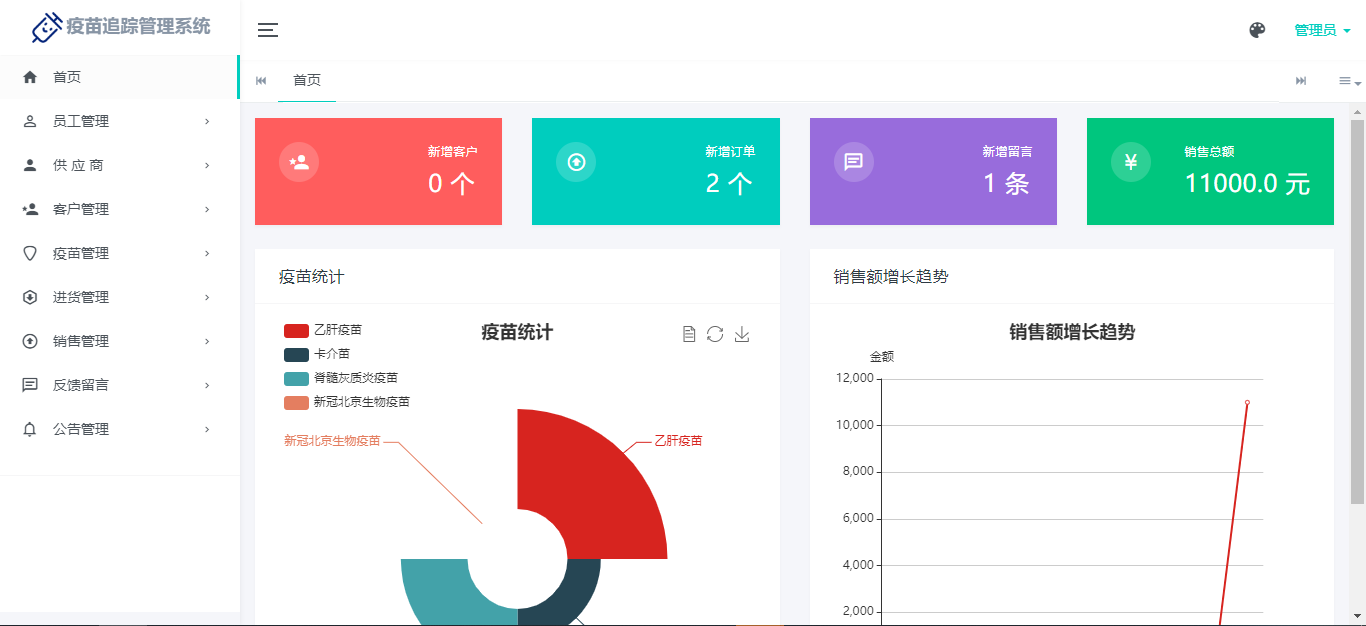 疫苗追踪管理系统
管理员
首页
员工管理
供 应 商
客户管理
疫苗管理
进货管理
销售管理
反馈留言
公告管理
首页
新增客户
0 个
新增订单
2 个
新增留言
1 条
¥
销售总额
11000.0 元
疫苗统计
疫苗统计
乙肝疫苗
卡介苗
脊髓灰质炎疫苗
新冠北京生物疫苗
新冠北京生物疫苗
乙肝疫苗
销售额增长趋势
销售额增长趋势
金额
12,000
10,000
8,000
6,000
4,000
2,000